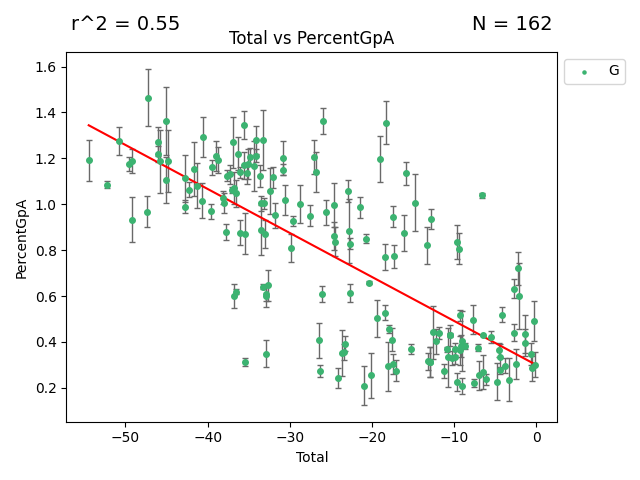 r^2 = 0.55
N = 162
Total vs PercentGpA
G
PercentGpA
1.6
1.4
1.2
1.0
0.8
0.6
0.4
0.2
−50
−40
−30
−20
−10
0
Total